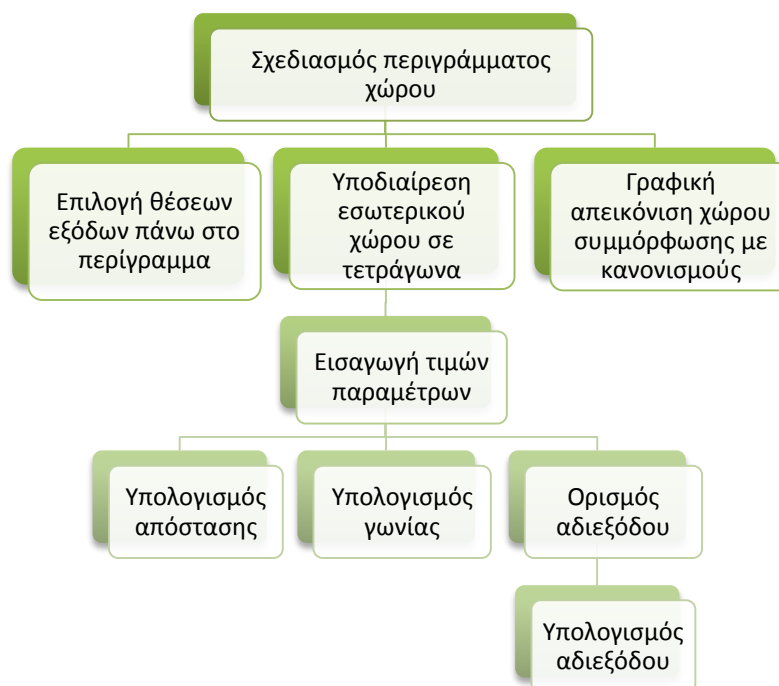 Σχεδιασμός περιγράμματος
χώρου
Επιλογή θέσεων
εξόδων πάνω στο
περίγραμμα
Υποδιαίρεση
εσωτερικού
χώρου σε
τετράγωνα
Γραφική
απεικόνιση χώρου
συμμόρφωσης με
κανονισμούς
Εισαγωγή τιμών
παραμέτρων
Υπολογισμός
απόστασης
Υπολογισμός
γωνίας
Ορισμός
αδιεξόδου
Υπολογισμός
αδιεξόδου